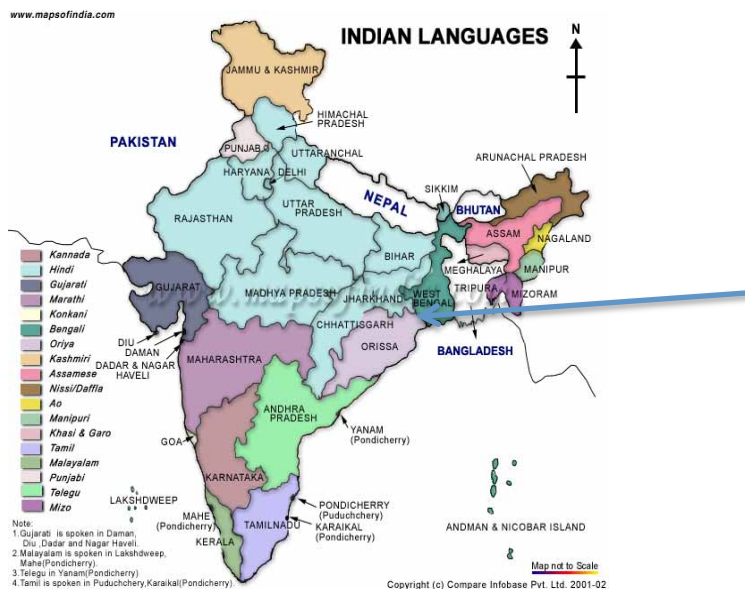 www.mapsofindia.com
INDIAN LANGUAGES
N
JAMMU & KASHMIR
HIMACHAL
PRADESH
PAKISTAN
PUNJAB
UTTARANCHAL
HARYANA
DELHI
ARUNACHAL PRADESH
SIKKIM
NEPAL
BHUTAN
RAJASTHAN
UTTAR
PRADESH
ASSAM
NAGALAND
BIHAR
MEGHALAYA
MANIPUR
GUJARAT
MADHYA PRADESH
JHARKHAND
WEST
BENGAL
TRIPURA
MIZORAM
CHHATTISGARH
DIU
DAMAN
DADAR & NAGAR
HAVELI
MAHARASHTRA
ORISSA
BANGLADESH
ANDHRA
PRADESH
YANAM
(Pondicherry)
GOA
KARNATAKA
LAKSHDWEEP
MAHE
(Pondicherry)
PONDICHERRY
(Puduchchery)
KARAIKAL
(Pondicherry)
TAMILNADU
KERALA
ANDMAN & NICOBAR ISLAND
Kannada
Hindi
Gujarati
Marathi
Konkani
Bengali
Oriya
Kashmiri
Assamese
Nissi/Daffla
Ao
Manipuri
Khasi & Garo
Tamil
Malayalam
Punjabi
Telegu
Mizo
Note:
1.Gujarati is spoken in Daman,
Diu ,Dadar and Nagar Haveli.
2.Malayalam is spoken in Lakshdweep,
Mahe(Pondicherry).
3.Telegu in Yanam(Pondicherry)
4.Tamil is spoken in Puduchchery,Karaikal(Pondicherry).
Map not to Scale
Copyright (c) Compare Infobase Pvt. Ltd. 2001-02